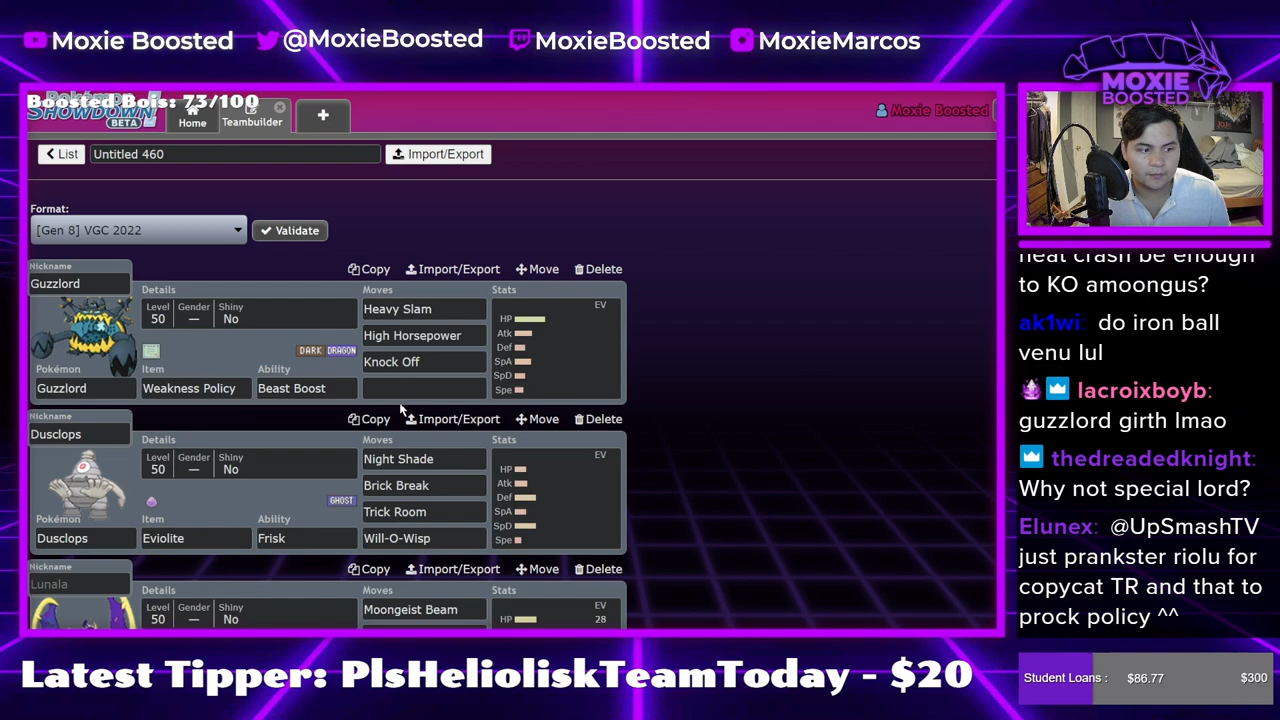 Moxie Boosted @MoxieBoosted MoxieBoosted MoxieMarcos
MOXIE
BOOSTED
Boosted Bois: 73/100
Pokémon
SHOWDOWN
BETA
Home
Teambuilder
+
Moxie Boosted
List
Untitled 460
Import/Export
Format:
[Gen 8] VGC 2022
Validate
Copy Import/Export Move Delete
Nickname
Guzzlord
Details
Level Gender Shiny
50 — No
DARK DRAGON
Pokémon Item Ability
Guzzlord Weakness Policy Beast Boost
Moves
Heavy Slam
High Horsepower
Knock Off
Stats
EV
HP
Atk
Def
SpA
SpD
Spe
Copy Import/Export Move Delete
Nickname
Dusclops
Details
Level Gender Shiny
50 — No
GHOST
Pokémon Item Ability
Dusclops Eviolite Frisk
Moves
Night Shade
Brick Break
Trick Room
Will-O-Wisp
Stats
EV
HP
Atk
Def
SpA
SpD
Spe
Copy Import/Export Move Delete
Nickname
Lunala
Details
Level Gender Shiny
50 — No
Moves
Moongeist Beam
Stats
EV
HP 28
heat crash be enough
to KO amoongus?
ak1wi: do iron ball
venu lul
lacroixboyb:
guzzlord girth lmao
thedreadedknight:
Why not special lord?
Elunex: @UpSmashTV
just prankster riolu for
copycat TR and that to
prock policy ^^
Latest Tipper: PlsHelioliskTeamToday - $20
Student Loans : $86.77 $300